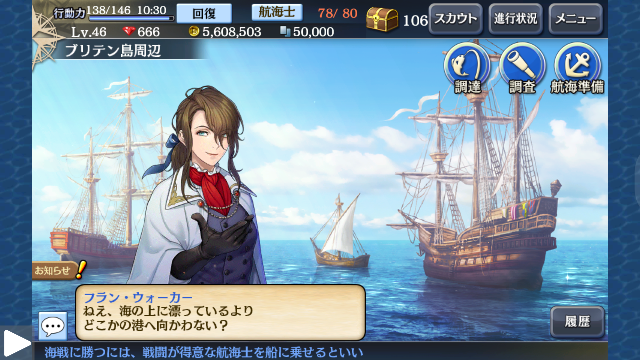 行動力 138/146 10:30 回復 航海士 78/ 80 106 スカウト 進行状況 メニュー
Lv.46 666 5,608,503 50,000
ブリテン島周辺
調達 調査 航海準備
お知らせ!
フラン・ウォーカー
ねえ、海の上に漂っているより
どこかの港へ向かわない?
履歴
海戦に勝つには、戦闘が得意な航海士を船に乗せるといい